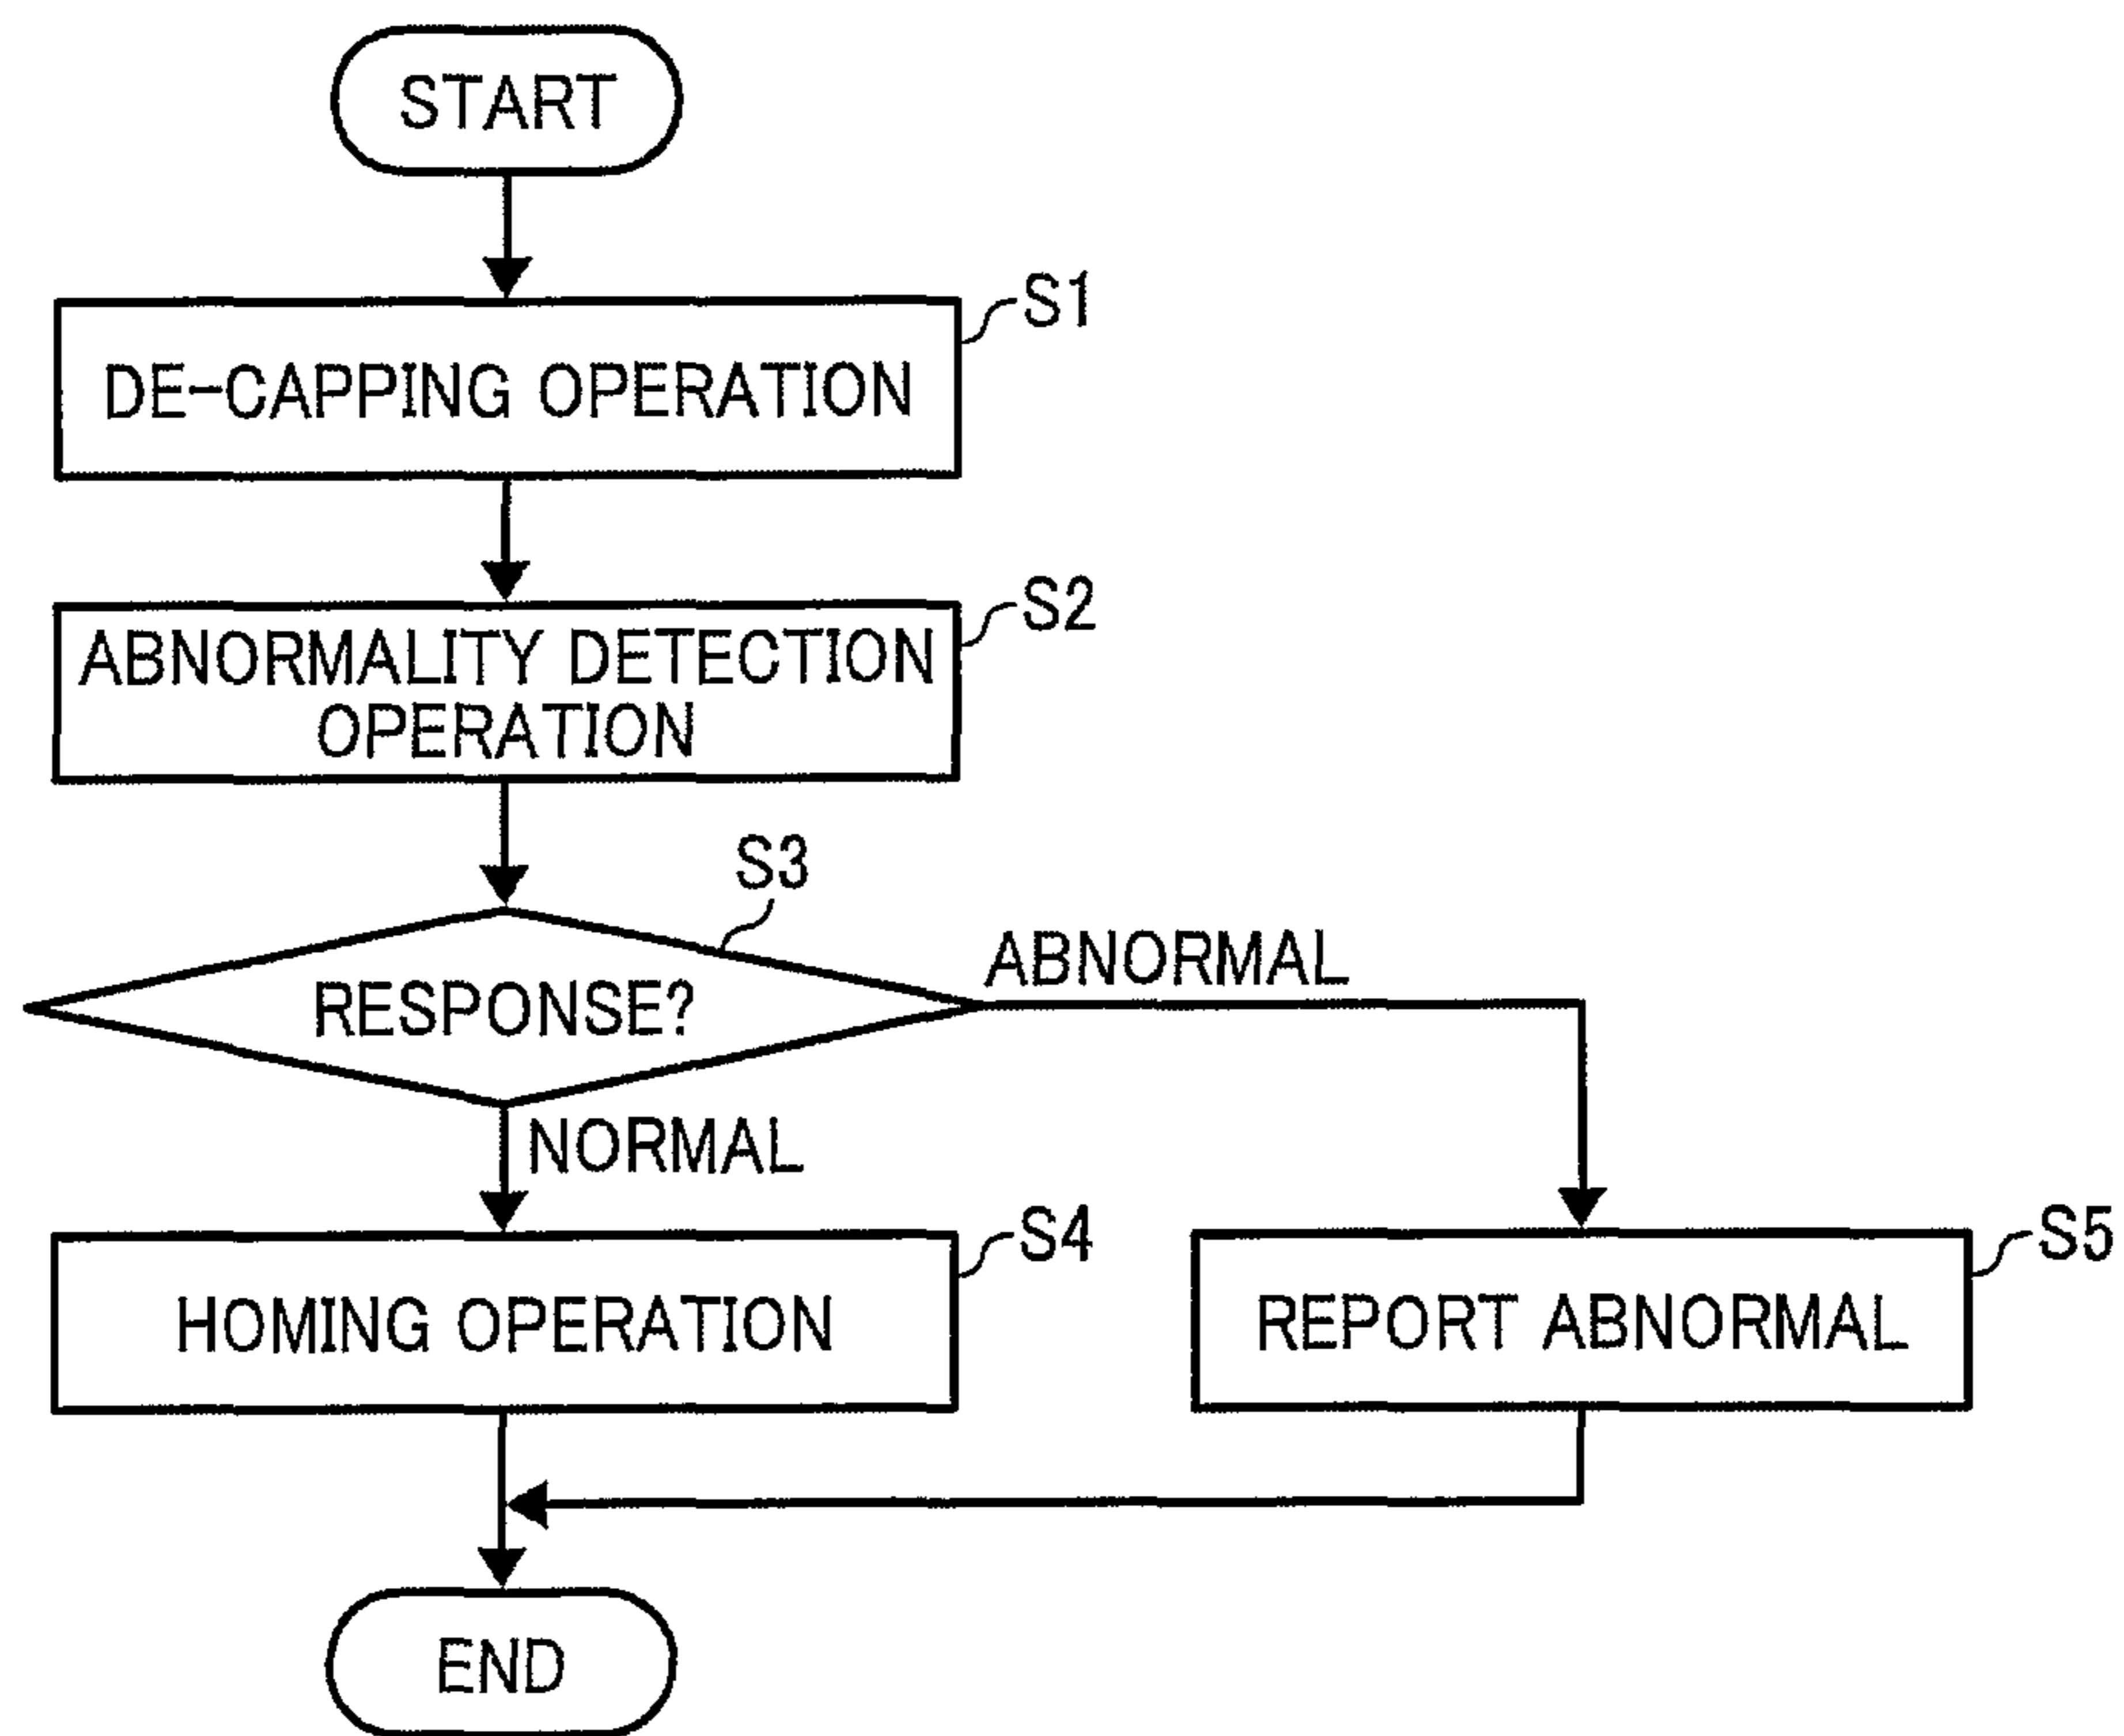 START
S1
DE-CAPPING OPERATION
S2
ABNORMALITY DETECTION
OPERATION
S3
RESPONSE?
ABNORMAL
NORMAL
S4
HOMING OPERATION
S5
REPORT ABNORMAL
END